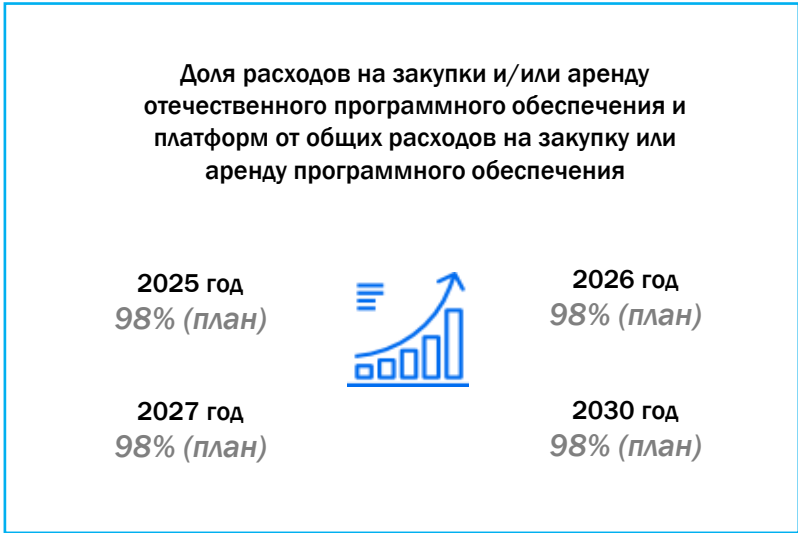 Доля расходов на закупки и/или аренду
отечественного программного обеспечения и
платформ от общих расходов на закупку или
аренду программного обеспечения
2025 год
98% (план)
2026 год
98% (план)
2027 год
98% (план)
2030 год
98% (план)